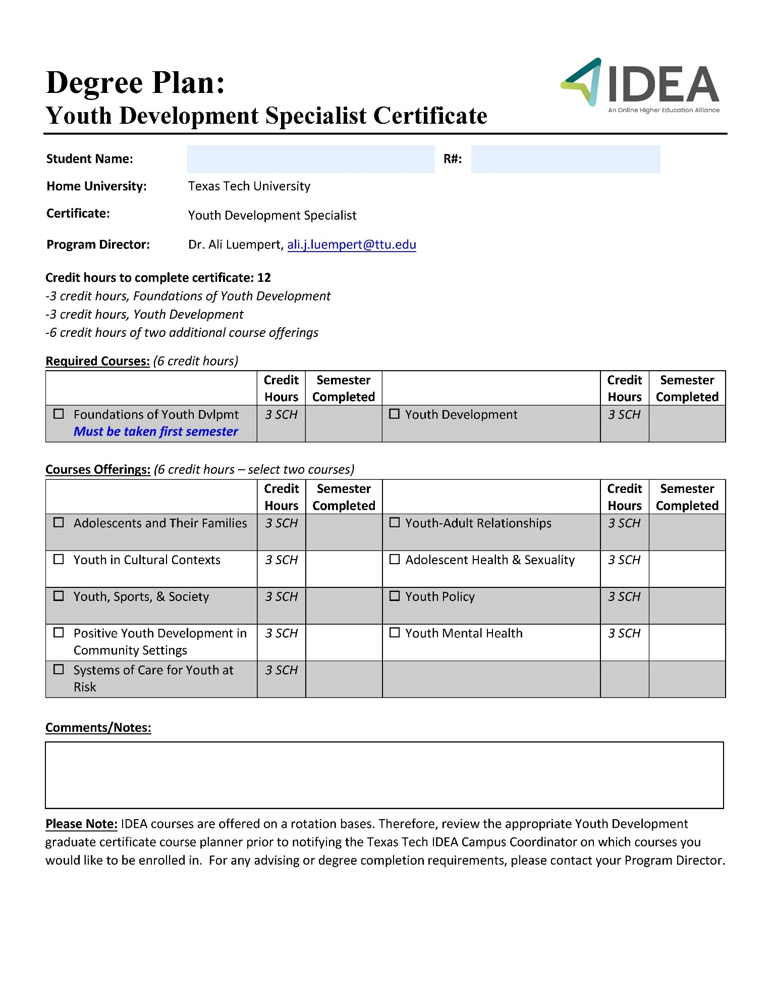 IDEA
An Online Higher Education Alliance
Degree Plan:
Youth Development Specialist Certificate
Student Name: R#:
Home University: Texas Tech University
Certificate: Youth Development Specialist
Program Director: Dr. Ali Luempert, ali.j.luempert@ttu.edu
Credit hours to complete certificate: 12
-3 credit hours, Foundations of Youth Development
-3 credit hours, Youth Development
-6 credit hours of two additional course offerings
Required Courses: (6 credit hours)
Credit Semester Credit Semester
Hours Completed Hours Completed
☐ Foundations of Youth Dvlpmt 3 SCH ☐ Youth Development 3 SCH
Must be taken first semester
Courses Offerings: (6 credit hours – select two courses)
Credit Semester Credit Semester
Hours Completed Hours Completed
☐ Adolescents and Their Families 3 SCH ☐ Youth-Adult Relationships 3 SCH
☐ Youth in Cultural Contexts 3 SCH ☐ Adolescent Health & Sexuality 3 SCH
☐ Youth, Sports, & Society 3 SCH ☐ Youth Policy 3 SCH
☐ Positive Youth Development in 3 SCH ☐ Youth Mental Health 3 SCH
Community Settings
☐ Systems of Care for Youth at 3 SCH
Risk
Comments/Notes:
Please Note: IDEA courses are offered on a rotation bases. Therefore, review the appropriate Youth Development
graduate certificate course planner prior to notifying the Texas Tech IDEA Campus Coordinator on which courses you
would like to be enrolled in. For any advising or degree completion requirements, please contact your Program Director.